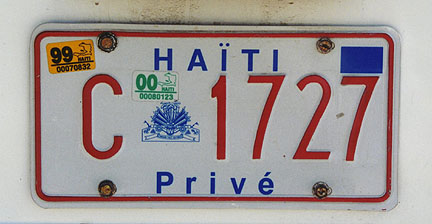 99
HAITI
00070832
HAÏTI
00
HAITI
00080123
C 1727
Privé